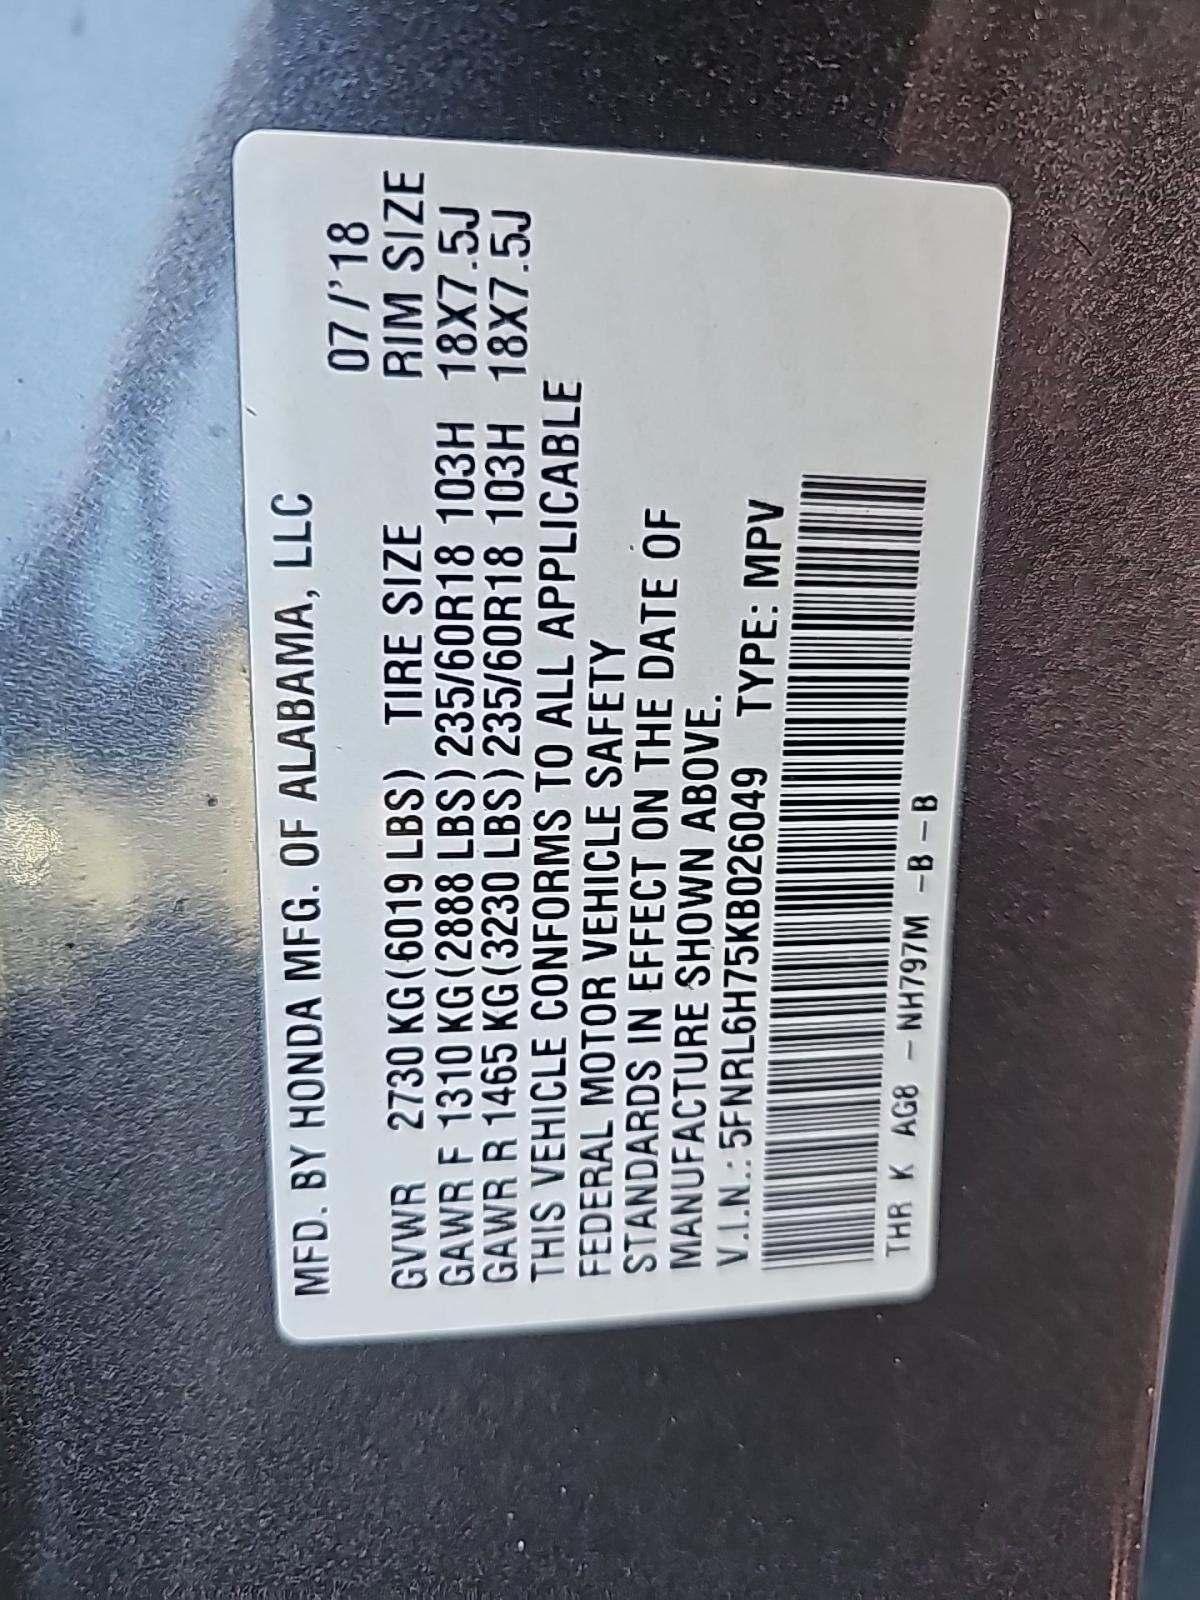 MFD. BY HONDA MFG. OF ALABAMA, LLC
07/'18
GVWR 2730 KG(6019 LBS) TIRE SIZE RIM SIZE
GAWR F 1310 KG(2888 LBS) 235/60R18 103H 18X7.5J
GAWR R 1465 KG(3230 LBS) 235/60R18 103H 18X7.5J
THIS VEHICLE CONFORMS TO ALL APPLICABLE
FEDERAL MOTOR VEHICLE SAFETY
STANDARDS IN EFFECT ON THE DATE OF
MANUFACTURE SHOWN ABOVE.
V.I.N.: 5FNRL6H75KB026049 TYPE: MPV
THR K AG8 - NH797M -B-B